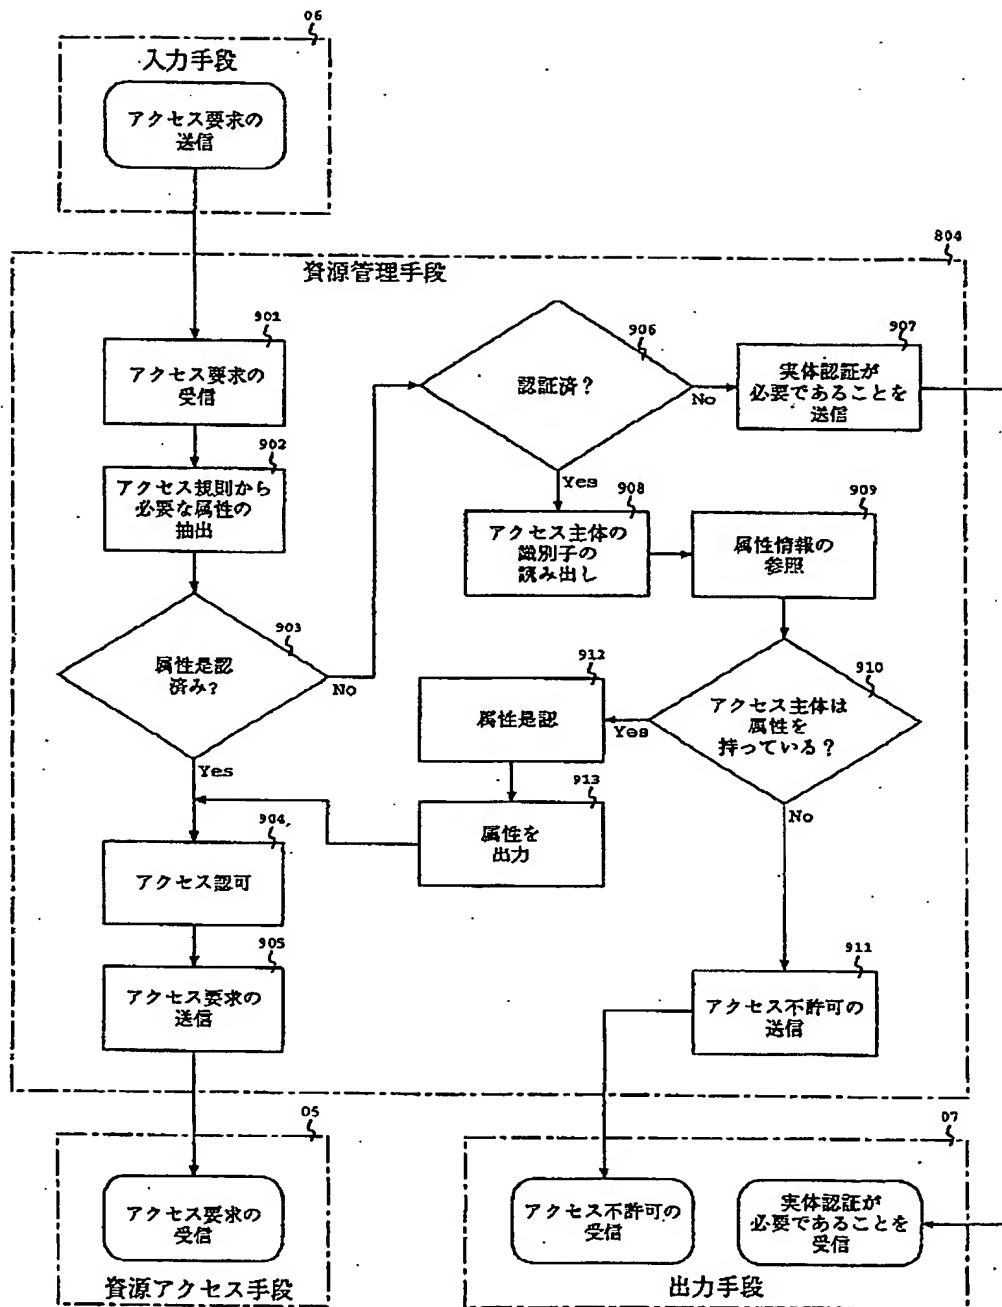 06
入力手段
アクセス要求の
送信
804
資源管理手段
901
アクセス要求の
受信
902
アクセス規則から
必要な属性の
抽出
903
属性是認
済み?
No
Yes
904
アクセス認可
905
アクセス要求の
送信
906
認証済?
No
Yes
907
実体認証が
必要であることを
送信
908
アクセス主体の
識別子の
読み出し
909
属性情報の
参照
910
アクセス主体は
属性を
持っている?
Yes
No
912
属性是認
913
属性を
出力
911
アクセス不許可の
送信
05
アクセス要求の
受信
資源アクセス手段
07
アクセス不許可の
受信
実体認証が
必要であることを
受信
出力手段